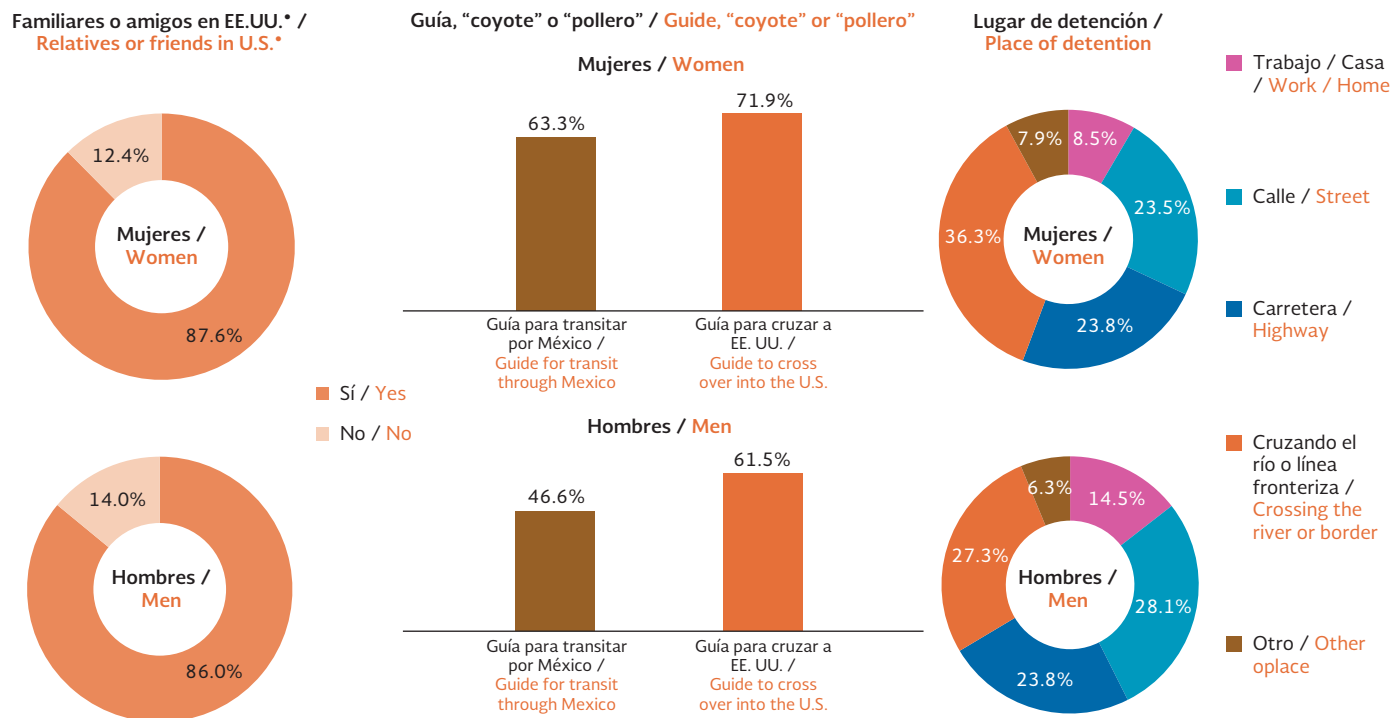 Familiares o amigos en EE.UU.* /
Relatives or friends in U.S.*
12.4%
Mujeres /
Women
87.6%
Sí / Yes
No / No
14.0%
Hombres /
Men
86.0%
Guía, “coyote” o “pollero” / Guide, “coyote” or “pollero”
Mujeres / Women
63.3%
71.9%
Guía para transitar
por México /
Guide for transit
through Mexico
Guía para cruzar a
EE. UU. /
Guide to cross
over into the U.S.
Hombres / Men
46.6%
61.5%
Guía para transitar
por México /
Guide for transit
through Mexico
Guía para cruzar a
EE. UU. /
Guide to cross
over into the U.S.
Lugar de detención /
Place of detention
7.9%
8.5%
23.5%
36.3%
Mujeres /
Women
23.8%
6.3%
14.5%
27.3%
Hombres /
Men
28.1%
23.8%
Trabajo / Casa
/ Work / Home
Calle / Street
Carretera /
Highway
Cruzando el
río o línea
fronteriza /
Crossing the
river or border
Otro / Other
oplace